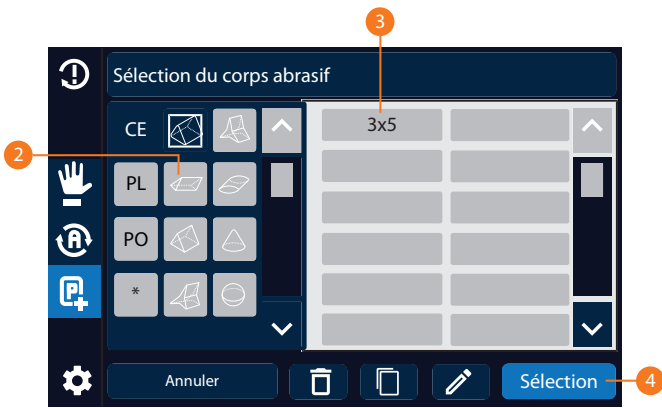 3
Sélection du corps abrasif
CE
3x5
2
PL
PO
*
Annuler
Sélection
4